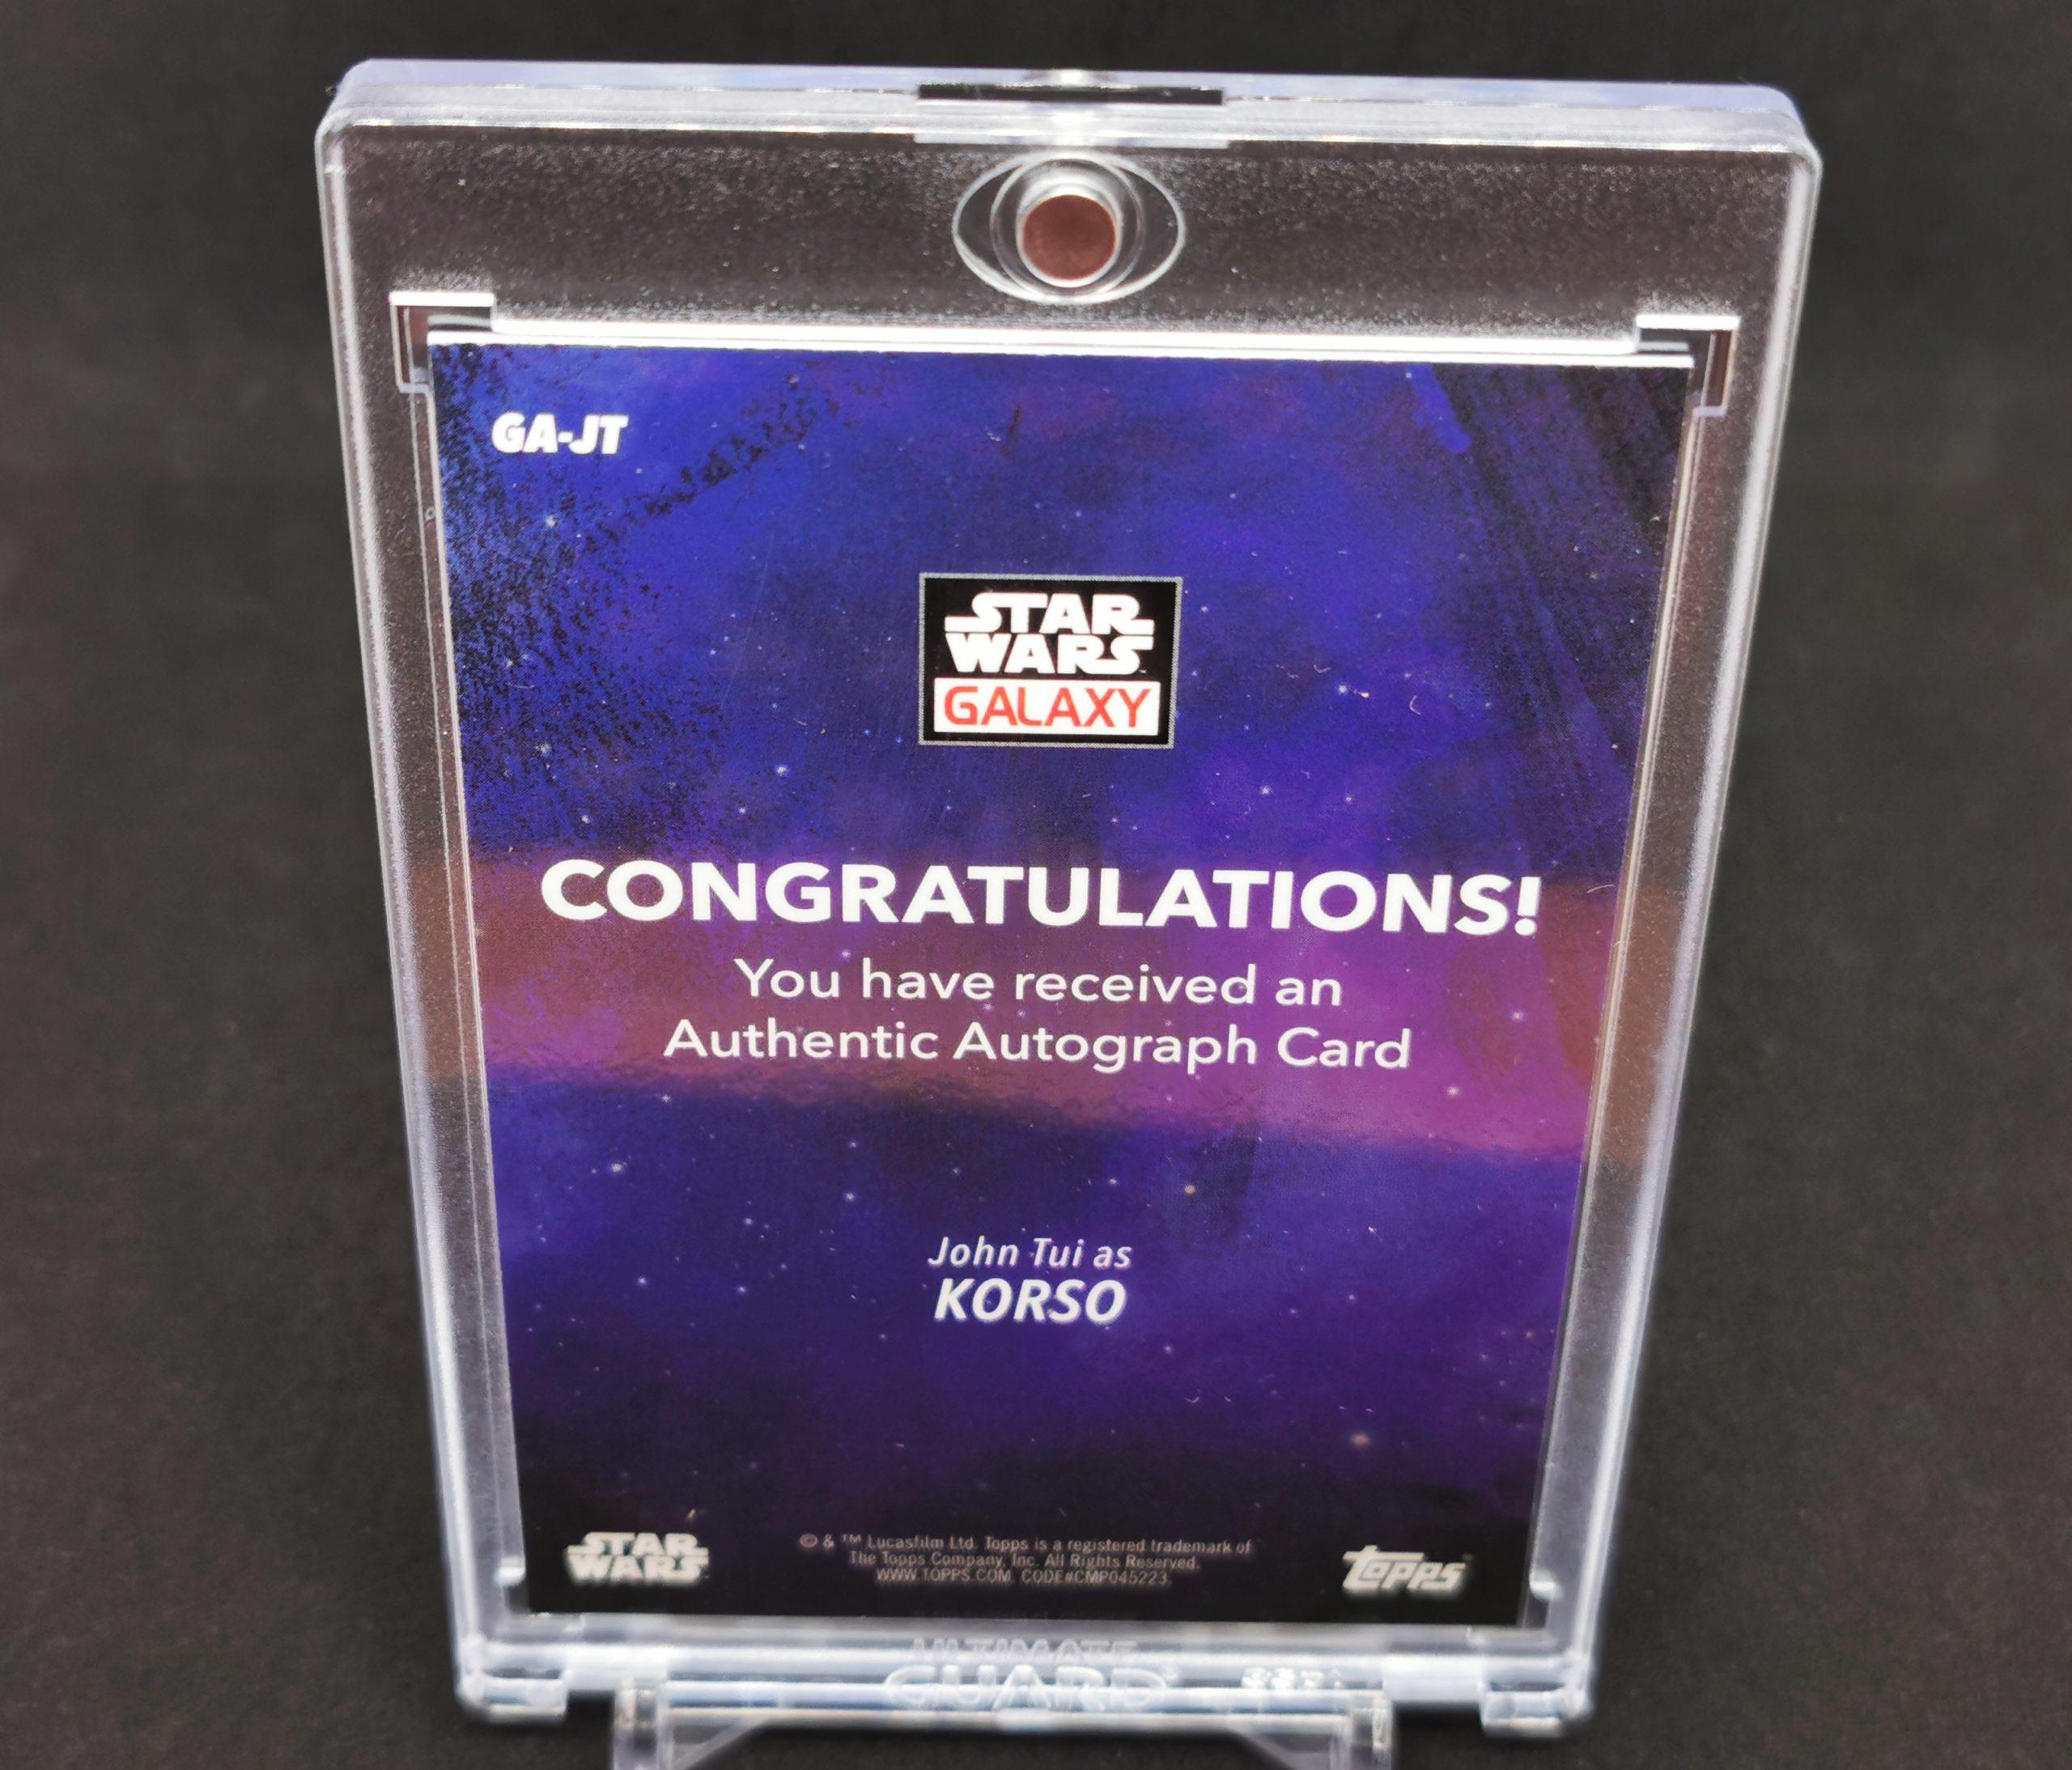 GA-JT
STAR
WARS
GALAXY
CONGRATULATIONS!
You have received an
Authentic Autograph Card
John Tui as
KORSO
STAR
WARS
© & ™ Lucasfilm Ltd. Topps is a registered trademark of
The Topps Company, Inc. All Rights Reserved.
WWW.TOPPS.COM. CODE#CMP045223
topps
ULTIMATE
GUARD